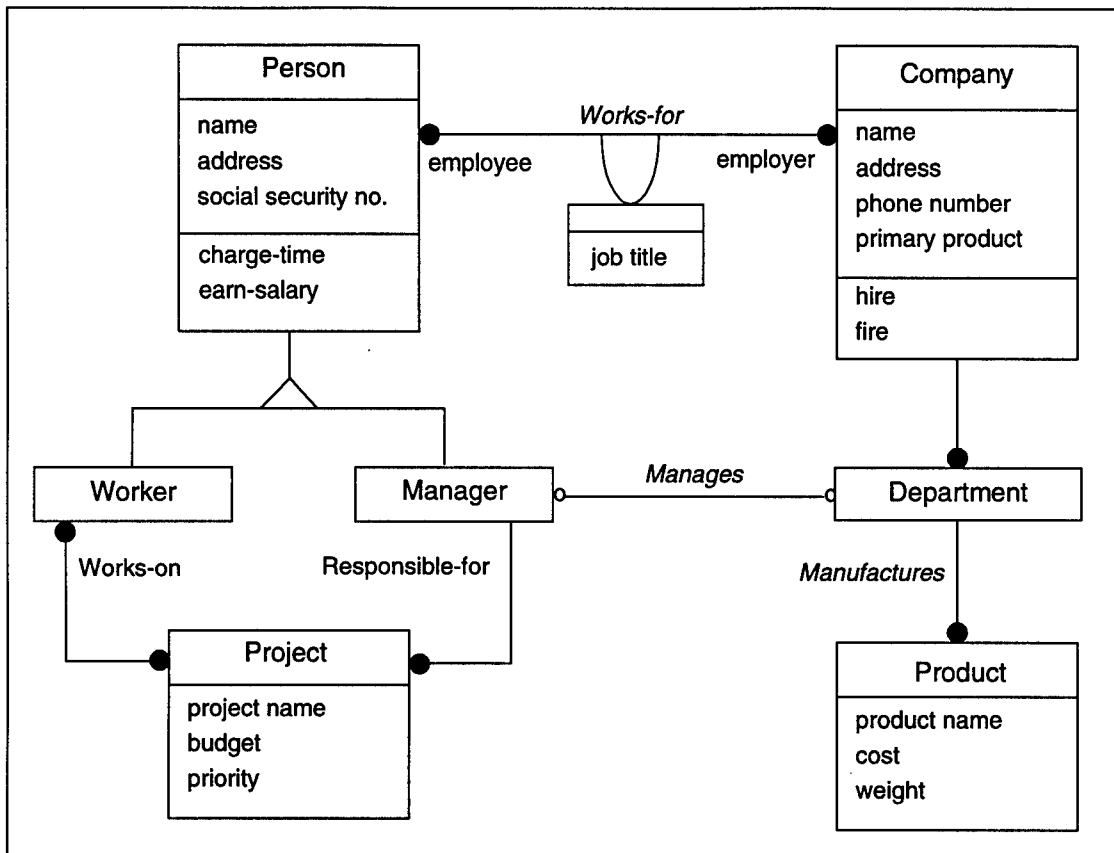 Person
name
address
social security no.
charge-time
earn-salary
Works-for
employee
employer
job title
Company
name
address
phone number
primary product
hire
fire
Worker
Manager
Manages
Department
Works-on
Responsible-for
Manufactures
Project
project name
budget
priority
Product
product name
cost
weight